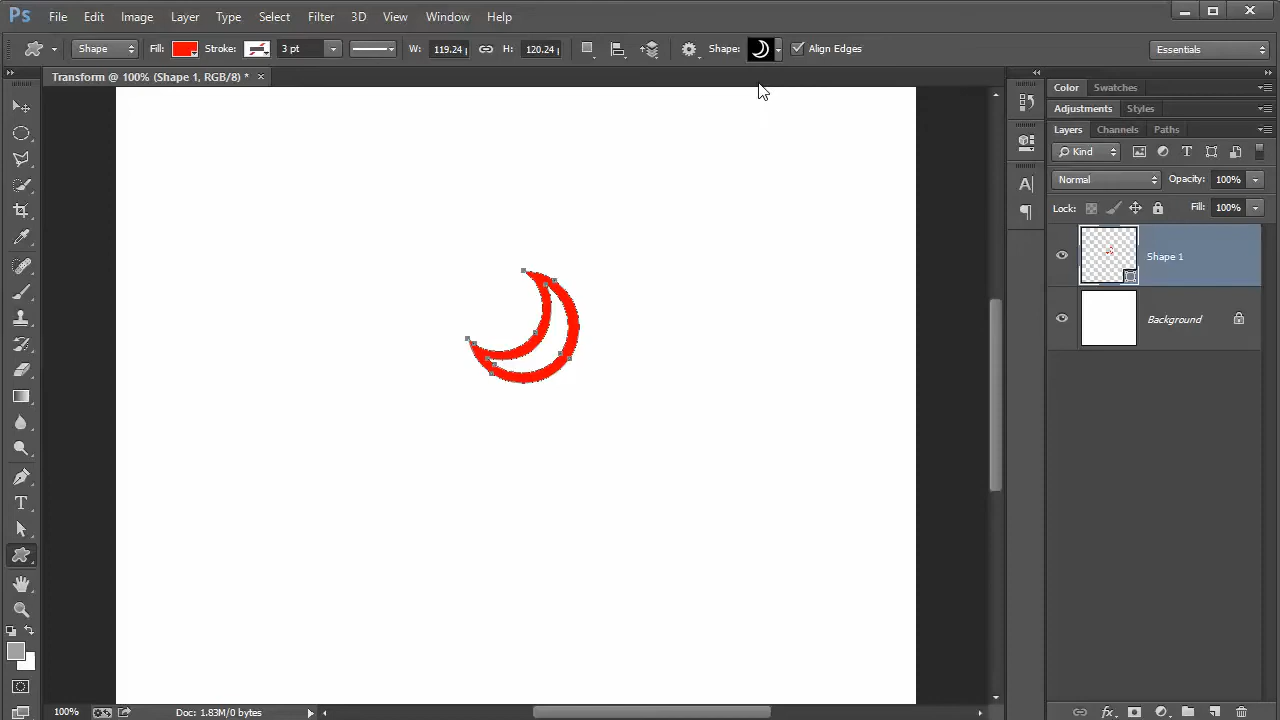 Ps File Edit Image Layer Type Select Filter 3D View Window Help
Shape Fill: Stroke: 3 pt W: 119.24 H: 120.24 Shape: Align Edges Essentials
Transform @ 100% (Shape 1, RGB/8) * ×
Color Swatches
Adjustments Styles
Layers Channels Paths
Kind T
Normal Opacity: 100%
Lock: Fill: 100%
A
¶
Shape 1
Background
T
100% Doc: 1.83M/0 bytes
fx